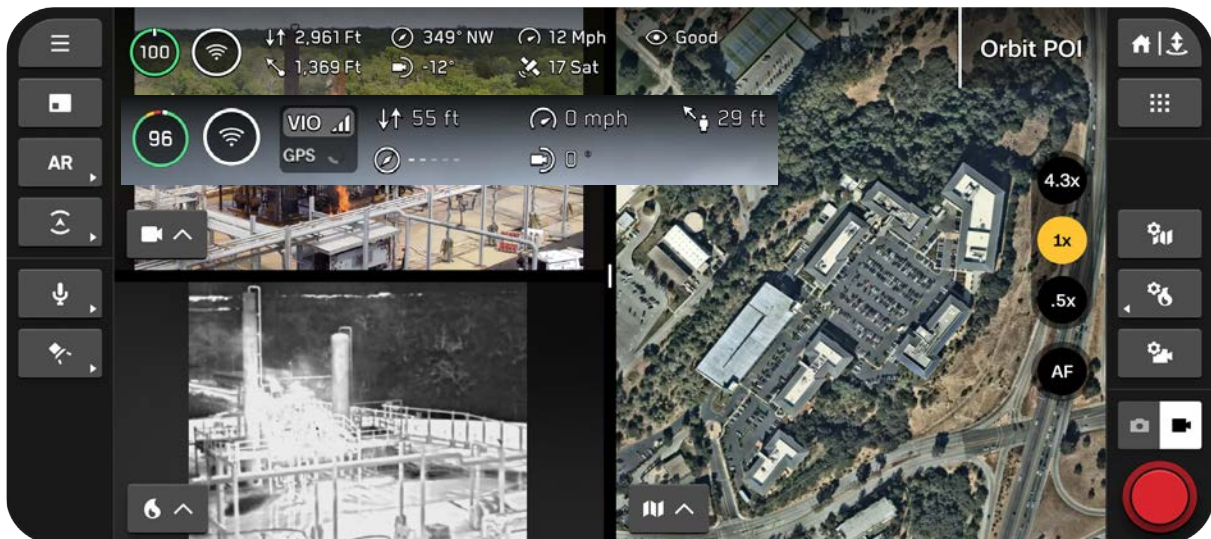 100 2,961 Ft 349° NW 12 Mph Good
1,369 Ft -12° 17 Sat
Orbit POI
96 VIO 55 ft 0 mph 29 ft
GPS - - - - - 0 °
AR
4.3x
1x
.5x
AF